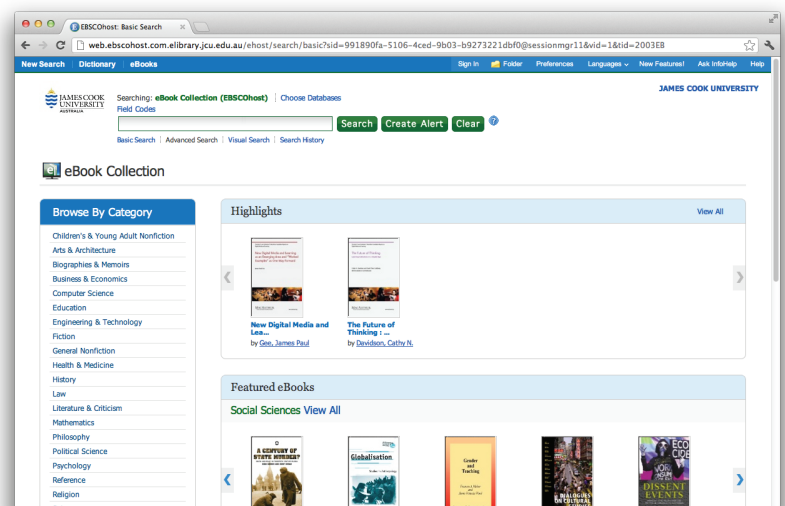 EBSCOhost: Basic Search
web.ebscohost.com.elibrary.jcu.edu.au/ehost/search/basic?sid=991890fa-5106-4ced-9b03-b9273221dbf0@sessionmgr11&vid=1&tid=2003EB
New Search Dictionary eBooks Sign In Folder Preferences Languages New Features! Ask InfoHelp Help
JAMES COOK UNIVERSITY
JAMES COOK
UNIVERSITY
AUSTRALIA
Searching: eBook Collection (EBSCOhost) Choose Databases
Field Codes
Search Create Alert Clear
Basic Search Advanced Search Visual Search Search History
eBook Collection
Browse By Category
Children's & Young Adult Nonfiction
Arts & Architecture
Biographies & Memoirs
Business & Economics
Computer Science
Education
Engineering & Technology
Fiction
General Nonfiction
Health & Medicine
History
Law
Literature & Criticism
Mathematics
Philosophy
Political Science
Psychology
Reference
Religion
Highlights View All
The Future of Thinking
New Digital Media and
Lea...
by Gee, James Paul
The Future of
Thinking : ...
by Davidson, Cathy N.
Featured eBooks
Social Sciences View All
A CENTURY OF
STATE MURDER?
Globalisation
Gender
and
Teaching
DIALOGUES
ON CULTURAL
ECO
CIDE
DISSENT
EVENTS